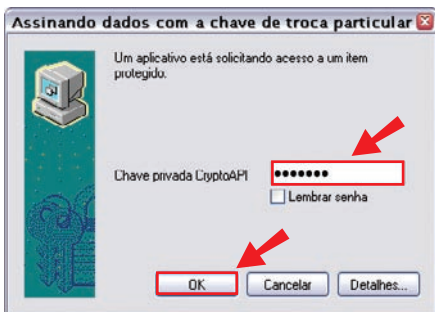 Assinando dados com a chave de troca particular
Um aplicativo está solicitando acesso a um item
protegido.
Chave privada CryptoAPI
•••••••
Lembrar senha
OK
Cancelar
Detalhes...